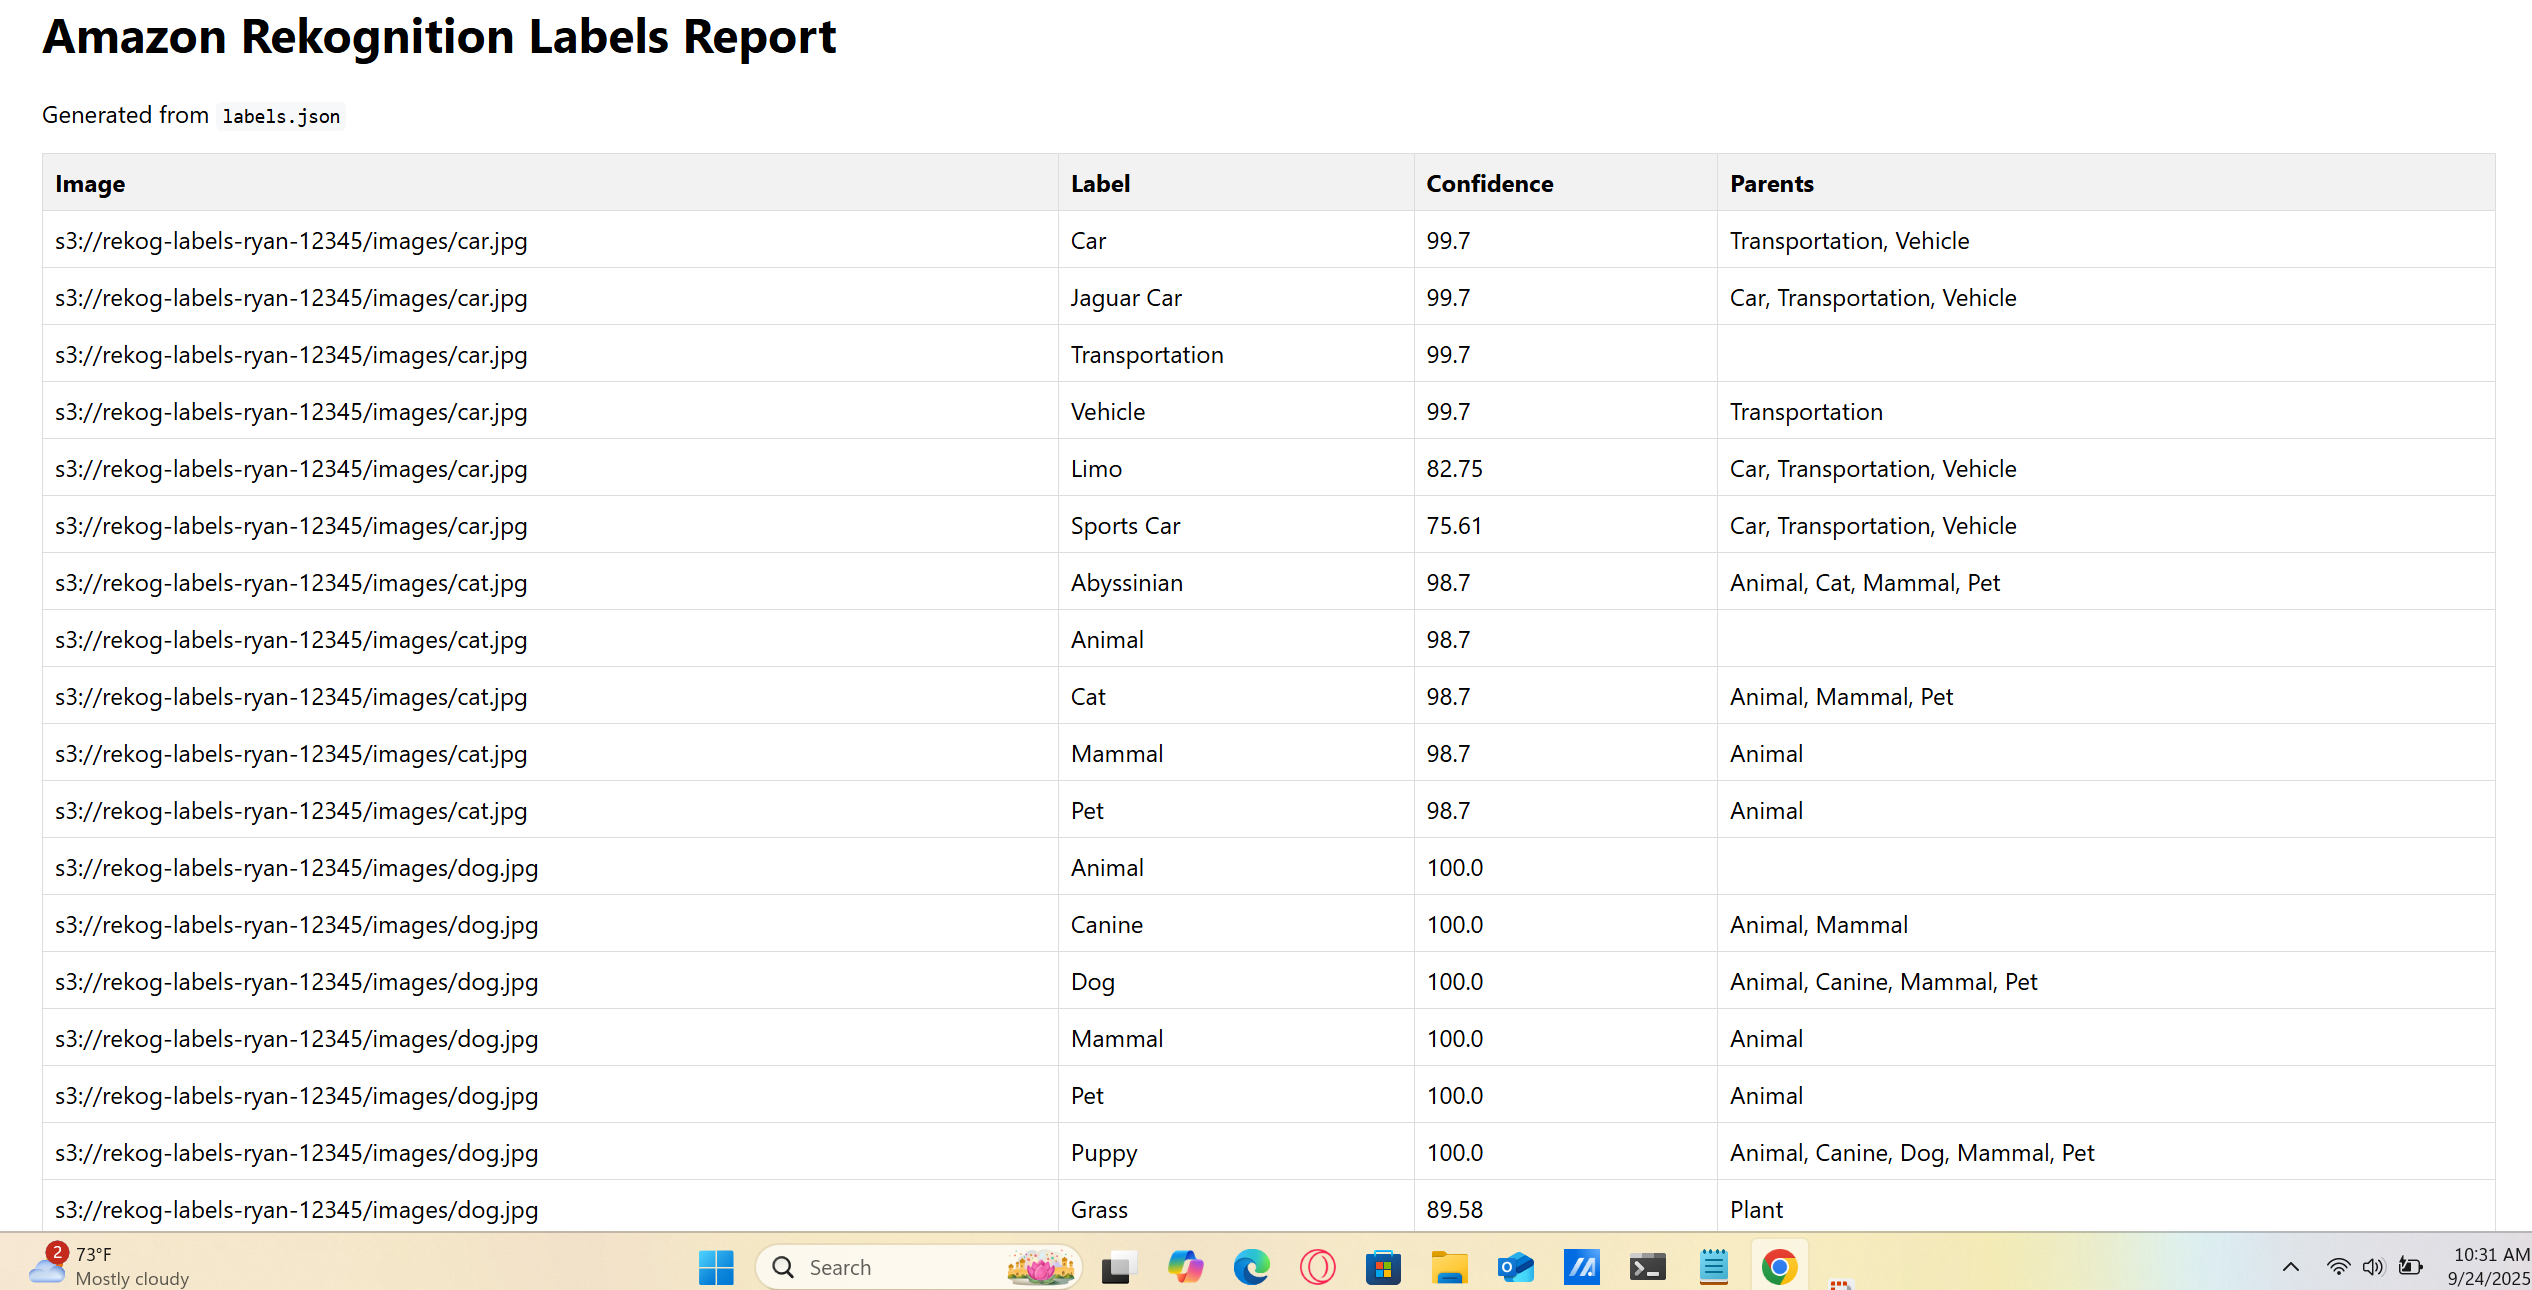 Amazon Rekognition Labels Report
Generated from labels.json
Image Label Confidence Parents
s3://rekog-labels-ryan-12345/images/car.jpg Car 99.7 Transportation, Vehicle
s3://rekog-labels-ryan-12345/images/car.jpg Jaguar Car 99.7 Car, Transportation, Vehicle
s3://rekog-labels-ryan-12345/images/car.jpg Transportation 99.7
s3://rekog-labels-ryan-12345/images/car.jpg Vehicle 99.7 Transportation
s3://rekog-labels-ryan-12345/images/car.jpg Limo 82.75 Car, Transportation, Vehicle
s3://rekog-labels-ryan-12345/images/car.jpg Sports Car 75.61 Car, Transportation, Vehicle
s3://rekog-labels-ryan-12345/images/cat.jpg Abyssinian 98.7 Animal, Cat, Mammal, Pet
s3://rekog-labels-ryan-12345/images/cat.jpg Animal 98.7
s3://rekog-labels-ryan-12345/images/cat.jpg Cat 98.7 Animal, Mammal, Pet
s3://rekog-labels-ryan-12345/images/cat.jpg Mammal 98.7 Animal
s3://rekog-labels-ryan-12345/images/cat.jpg Pet 98.7 Animal
s3://rekog-labels-ryan-12345/images/dog.jpg Animal 100.0
s3://rekog-labels-ryan-12345/images/dog.jpg Canine 100.0 Animal, Mammal
s3://rekog-labels-ryan-12345/images/dog.jpg Dog 100.0 Animal, Canine, Mammal, Pet
s3://rekog-labels-ryan-12345/images/dog.jpg Mammal 100.0 Animal
s3://rekog-labels-ryan-12345/images/dog.jpg Pet 100.0 Animal
s3://rekog-labels-ryan-12345/images/dog.jpg Puppy 100.0 Animal, Canine, Dog, Mammal, Pet
s3://rekog-labels-ryan-12345/images/dog.jpg Grass 89.58 Plant
2 73°F
Mostly cloudy
Search
10:31 AM
9/24/2025